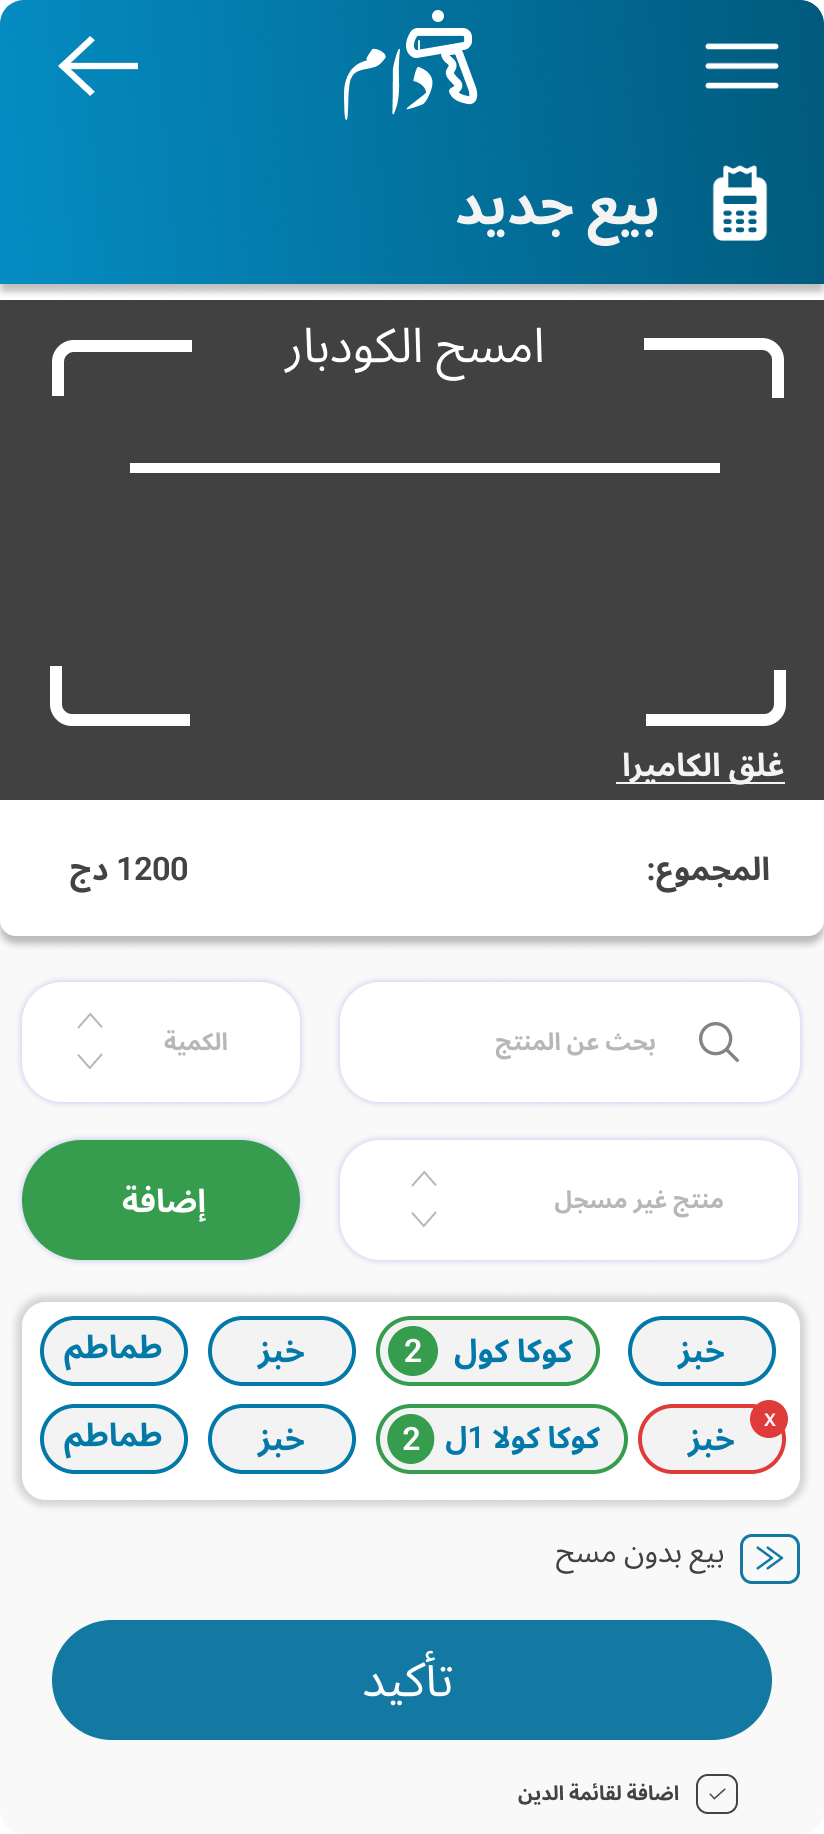 دام
بيع جديد
امسح الكودبار
غلق الكاميرا
المجموع: 1200 دج
بحث عن المنتج الكمية
منتج غير مسجل إضافة
خبز كوكا كول 2 خبز طماطم
خبز x كوكا كولا 1ل 2 خبز طماطم
بيع بدون مسح
تأكيد
اضافة لقائمة الدين